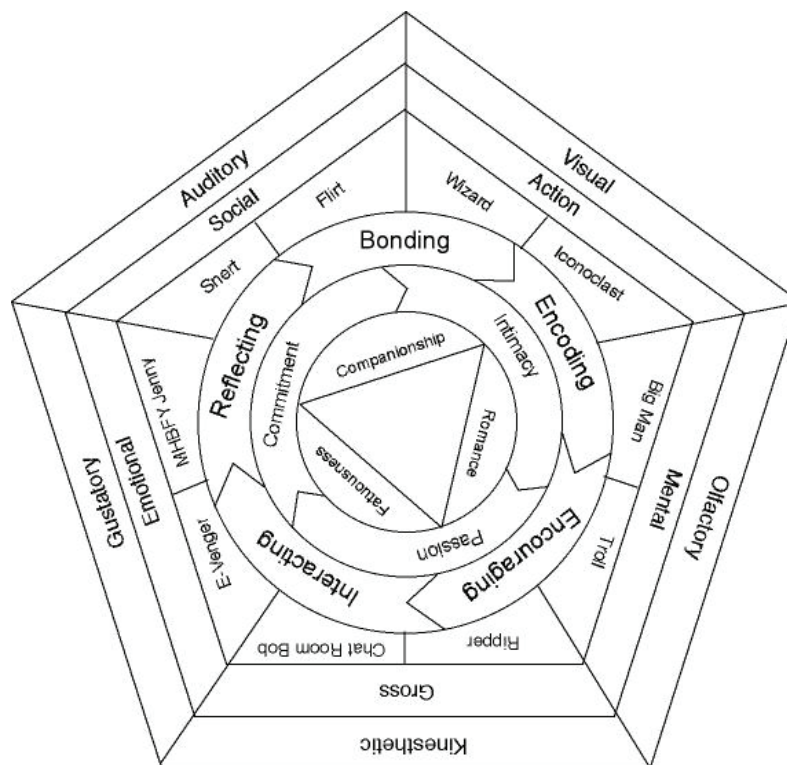 Auditory
Visual
Social
Action
Flirt
Wizard
Snert
Iconoclast
Bonding
Reflecting
Encoding
Commitment
Intimacy
Companionship
Romance
Fatuousness
MHBFY Jenny
Big Man
Emotional
Mental
Gustatory
Olfactory
E-Venger
Troll
Interacting
Passion
Encouraging
Chat Room Bob
Ripper
Gross
Kinesthetic